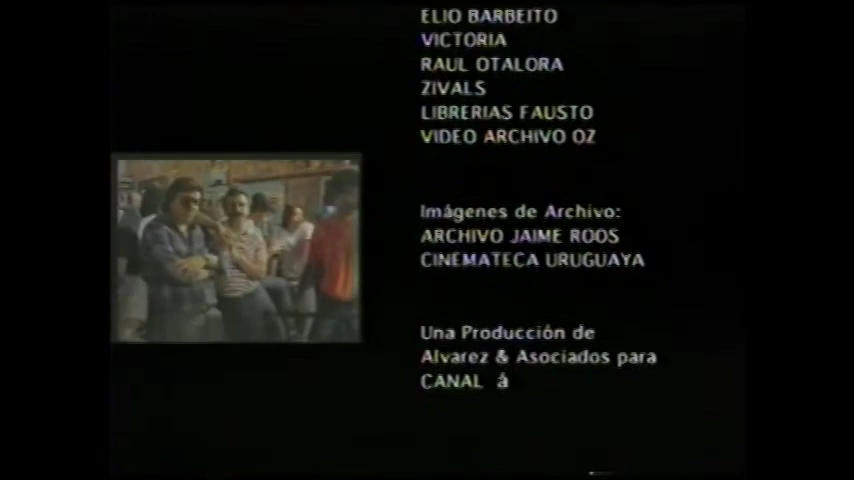 ELIO BARBEITO
VICTORIA
RAUL OTALORA
ZIVALS
LIBRERIAS FAUSTO
VIDEO ARCHIVO OZ
Imágenes de Archivo:
ARCHIVO JAIME ROOS
CINEMATECA URUGUAYA
Una Producción de
Alvarez & Asociados para
CANAL á